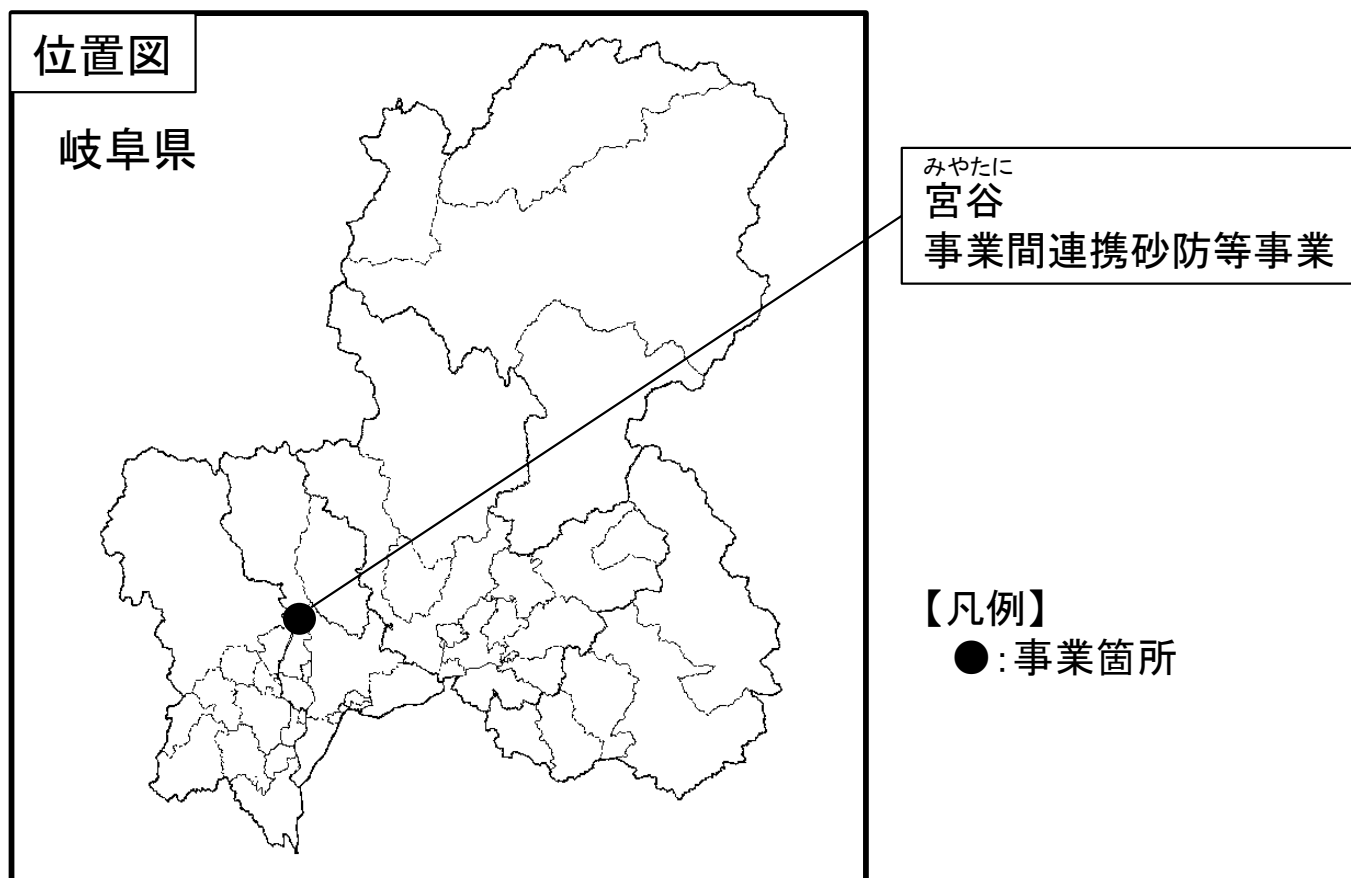 位置図
岐阜県
みやたに
宮谷
事業間連携砂防等事業
【凡例】
●：事業箇所